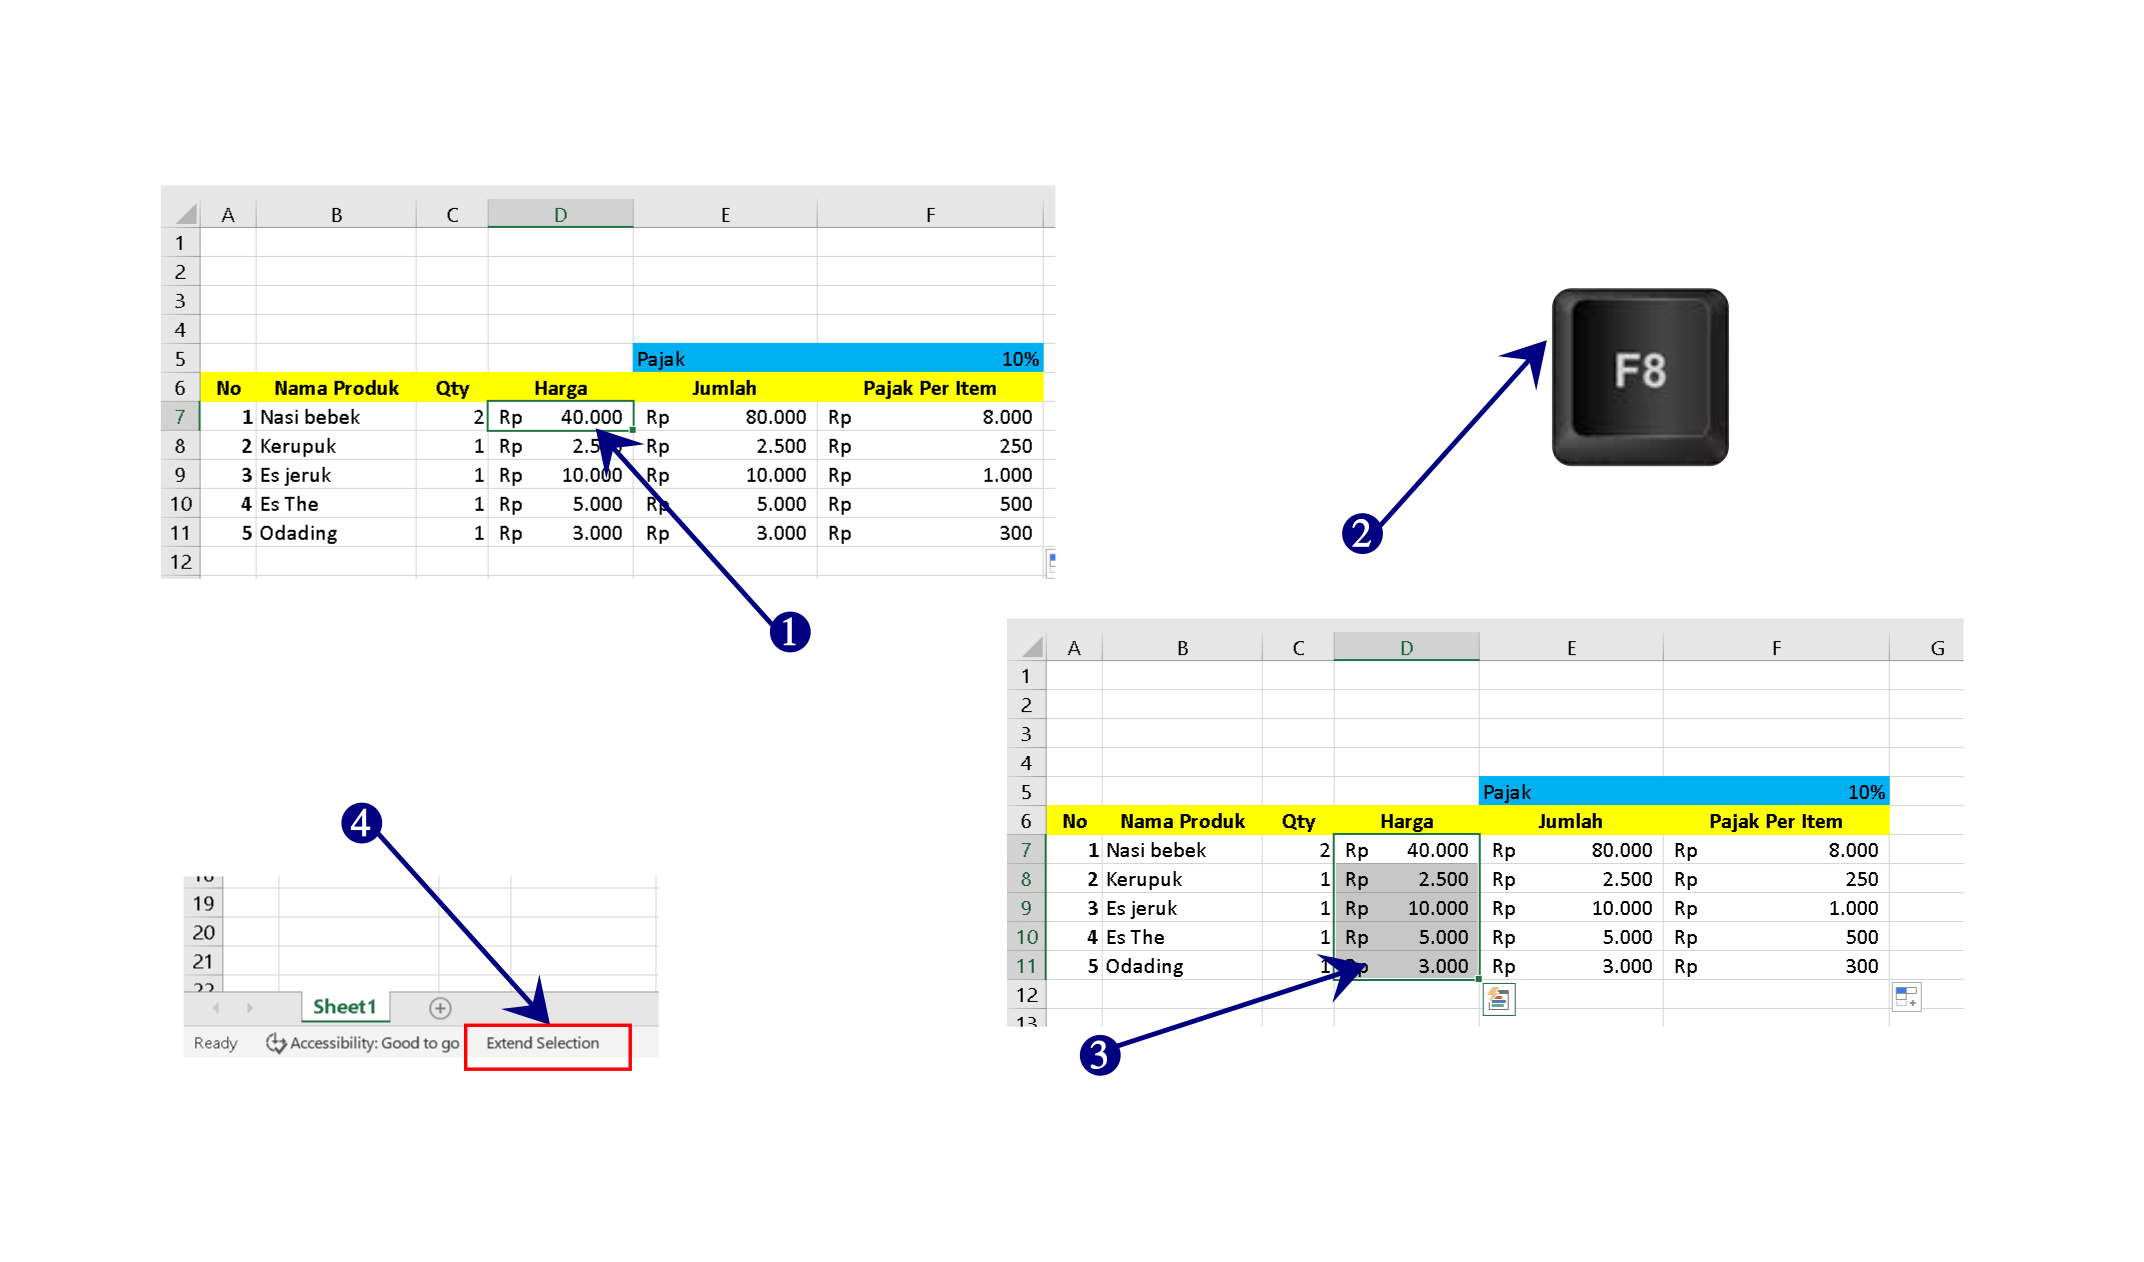 A B C D E F
1
2
3
4
5 Pajak 10%
6 No Nama Produk Qty Harga Jumlah Pajak Per Item
7 1 Nasi bebek 2 Rp 40.000 Rp 80.000 Rp 8.000
8 2 Kerupuk 1 Rp Rp 2.500 Rp 250
9 3 Es jeruk 1 Rp 10.000 Rp 10.000 Rp 1.000
10 4 Es The 1 Rp 5.000 Rp 5.000 Rp 500
11 5 Odading 1 Rp 3.000 Rp 3.000 Rp 300
12
1
F8
2
A B C D E F G
1
2
3
4
5 Pajak 10%
6 No Nama Produk Qty Harga Jumlah Pajak Per Item
7 1 Nasi bebek 2 Rp 40.000 Rp 80.000 Rp 8.000
8 2 Kerupuk 1 Rp 2.500 Rp 2.500 Rp 250
9 3 Es jeruk 1 Rp 10.000 Rp 10.000 Rp 1.000
10 4 Es The 1 Rp 5.000 Rp 5.000 Rp 500
11 5 Odading 1 Rp 3.000 Rp 3.000 Rp 300
12
13
3
4
19
20
21
22
Sheet1
Ready Accessibility: Good to go Extend Selection